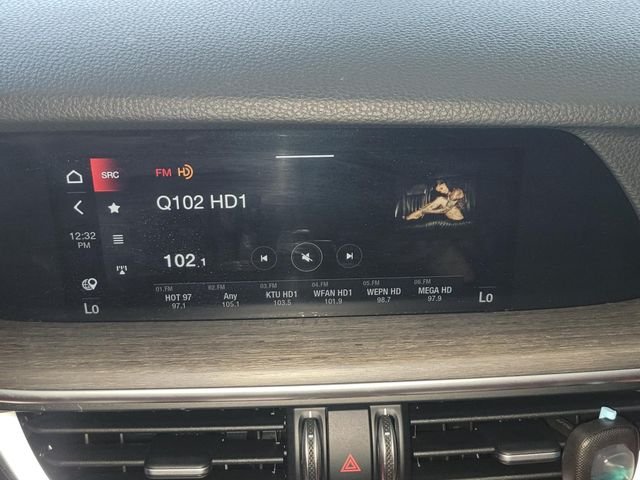 SRC
FM HD
Q102 HD1
12:32
PM
102.1
01.FM 02.FM 03.FM 04.FM 05.FM 06.FM
HOT 97 Any KTU HD1 WFAN HD1 WEPN HD MEGA HD
97.1 105.1 103.5 101.9 98.7 97.9
Lo Lo